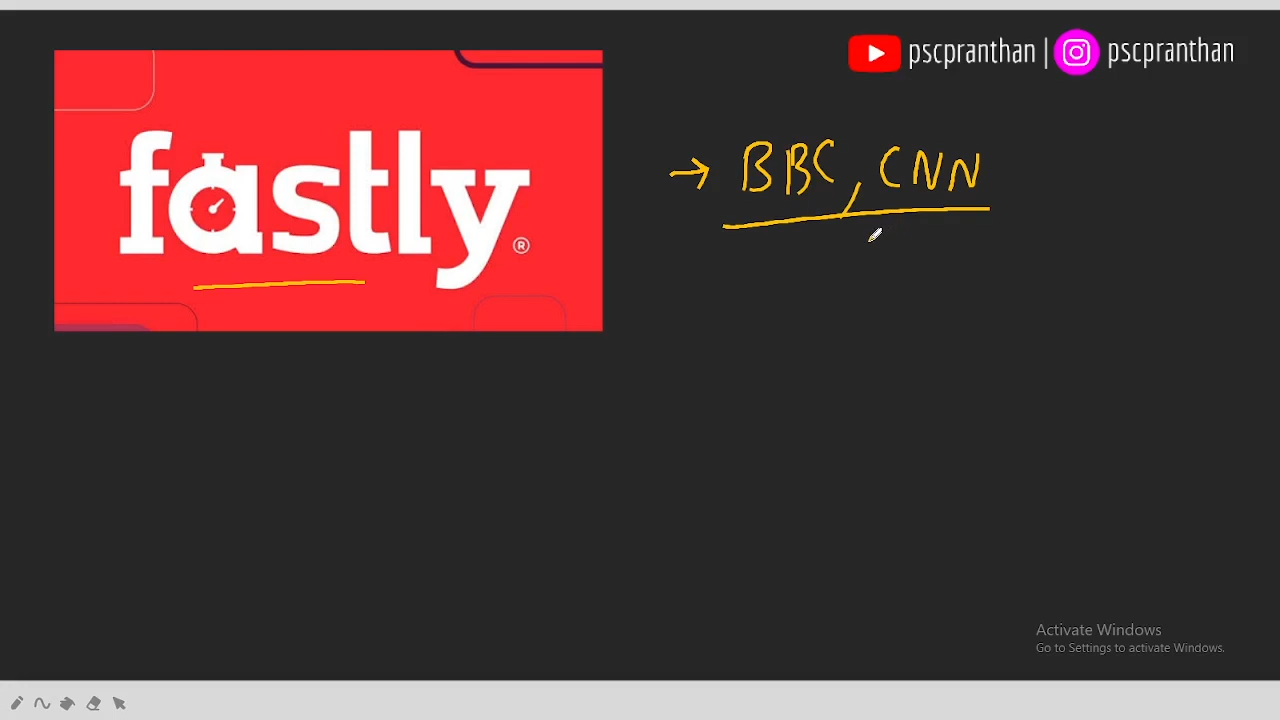 pscpranthan | pscpranthan
fastly®
→ BBC, CNN
Activate Windows
Go to Settings to activate Windows.